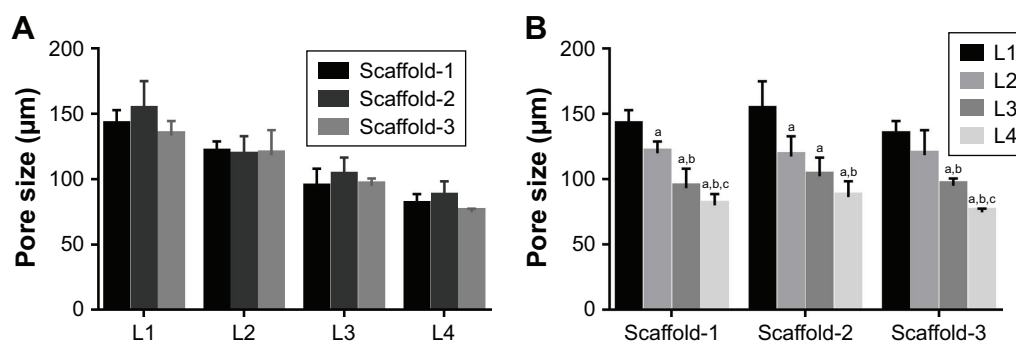 A
Pore size (µm)
200
150
100
50
0
L1 L2 L3 L4
Scaffold-1
Scaffold-2
Scaffold-3
B
Pore size (µm)
200
150
100
50
0
Scaffold-1 Scaffold-2 Scaffold-3
L1
L2
L3
L4
a
a,b
a,b,c
a
a
a,b
a,b
a,b,c